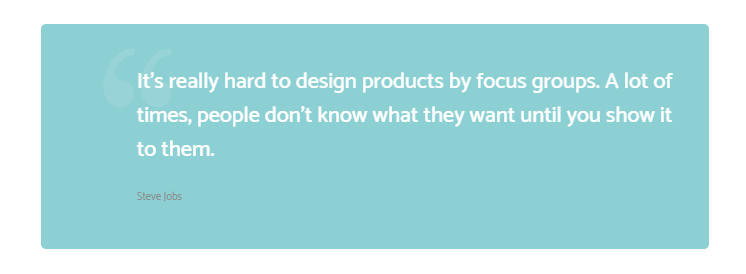 It's really hard to design products by focus groups. A lot of
times, people don't know what they want until you show it
to them.
Steve Jobs